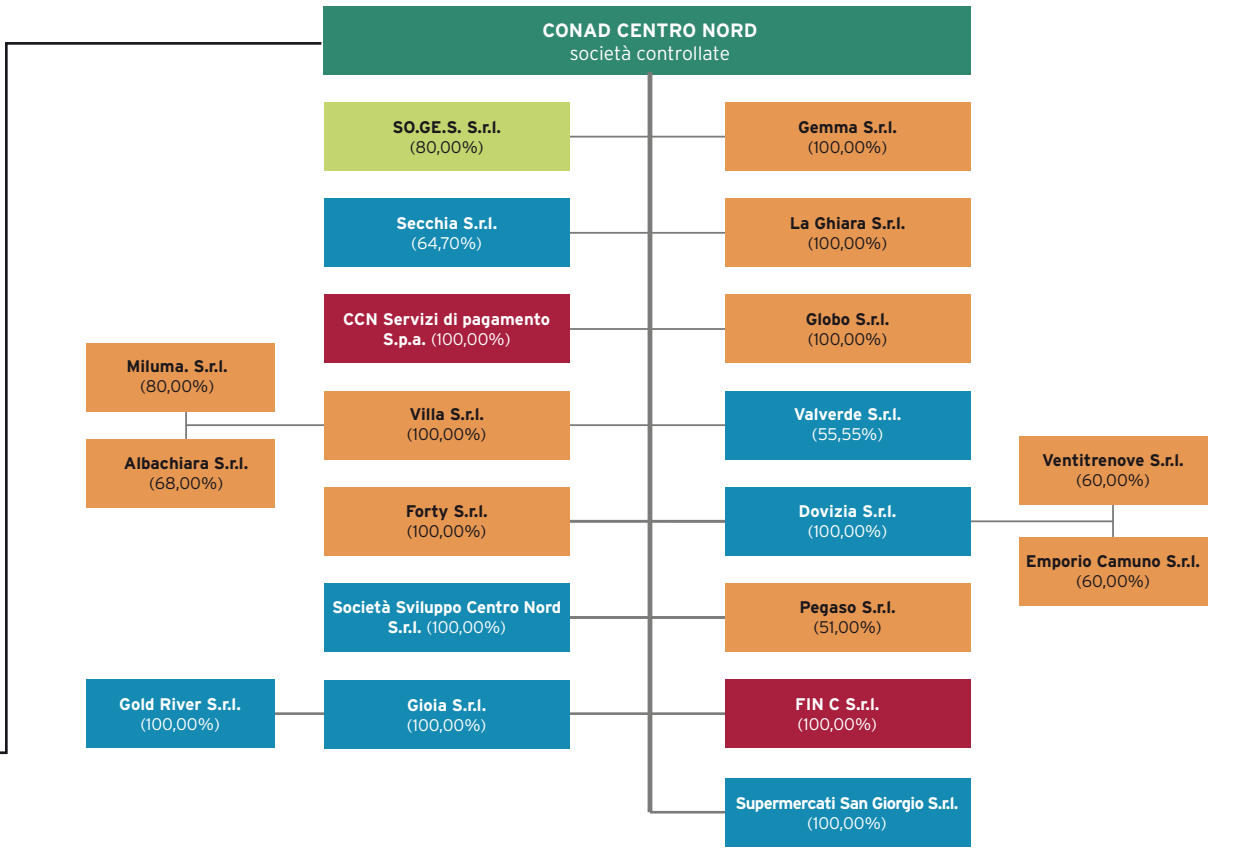 CONAD CENTRO NORD
società controllate
SO.GE.S. S.r.l.
(80,00%)
Gemma S.r.l.
(100,00%)
Secchia S.r.l.
(64,70%)
La Ghiara S.r.l.
(100,00%)
CCN Servizi di pagamento
S.p.a. (100,00%)
Globo S.r.l.
(100,00%)
Miluma. S.r.l.
(80,00%)
Albachiara S.r.l.
(68,00%)
Villa S.r.l.
(100,00%)
Valverde S.r.l.
(55,55%)
Forty S.r.l.
(100,00%)
Dovizia S.r.l.
(100,00%)
Ventitrenove S.r.l.
(60,00%)
Emporio Camuno S.r.l.
(60,00%)
Società Sviluppo Centro Nord
S.r.l. (100,00%)
Pegaso S.r.l.
(51,00%)
Gold River S.r.l.
(100,00%)
Gioia S.r.l.
(100,00%)
FIN C S.r.l.
(100,00%)
Supermercati San Giorgio S.r.l.
(100,00%)